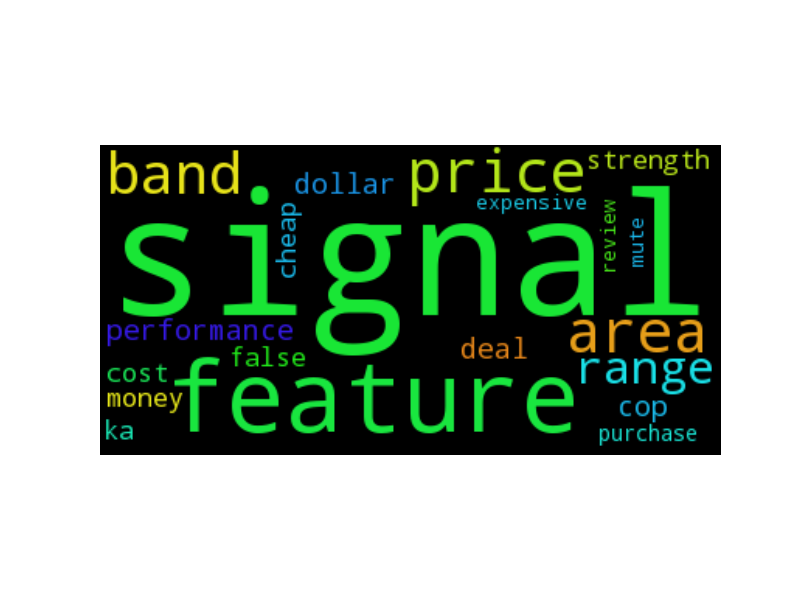 band
dollar
price
strength
expensive
cheap
signal
review
mute
performance
false
deal
area
range
cost
money
feature
cop
ka
purchase